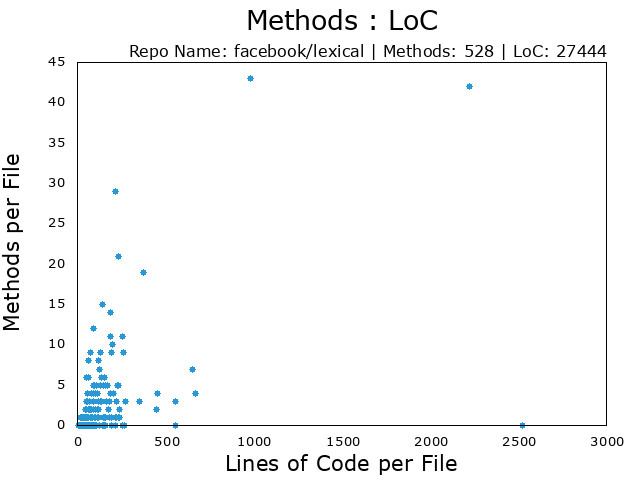 Methods : LoC
Repo Name: facebook/lexical | Methods: 528 | LoC: 27444
45
40
35
30
25
20
15
10
5
0
Methods per File
0 500 1000 1500 2000 2500 3000
Lines of Code per File